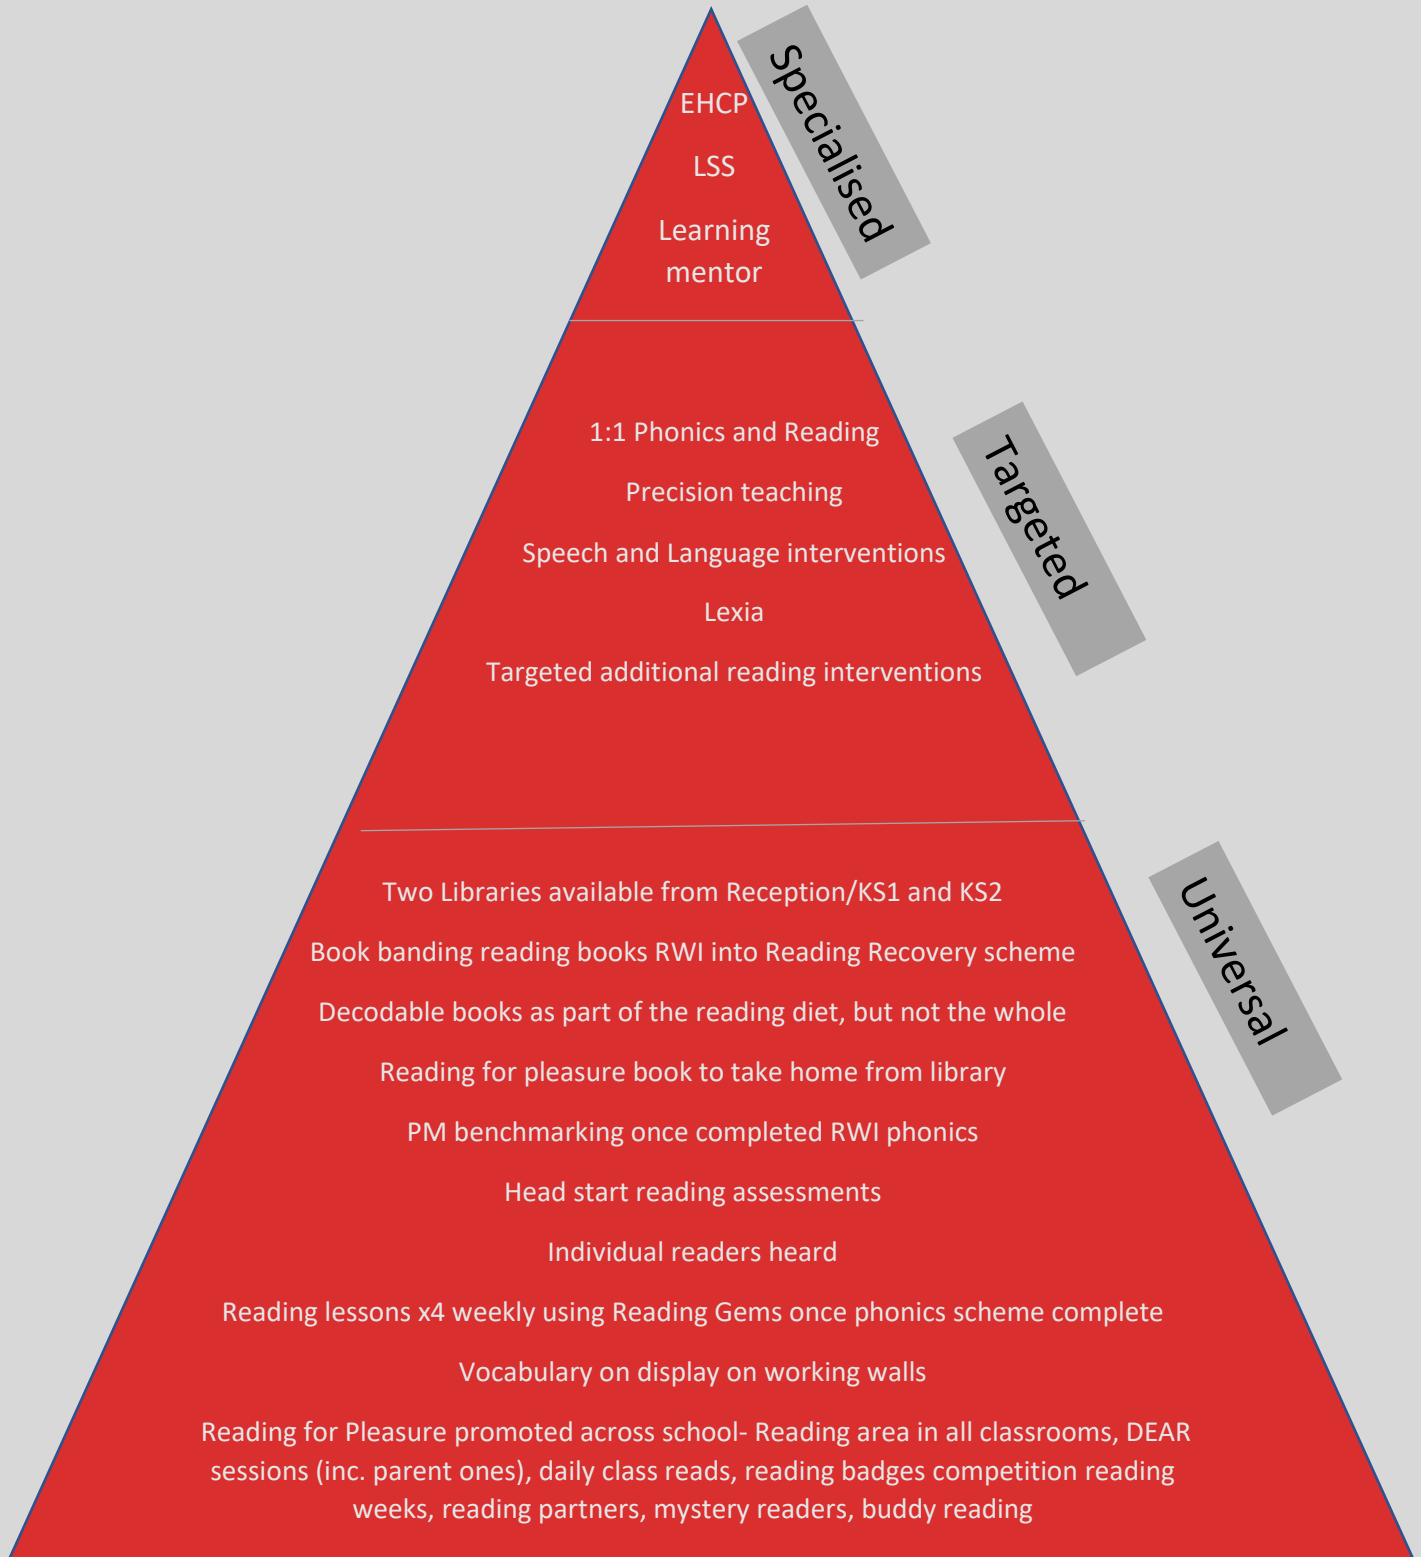 Specialised
EHCP
LSS
Learning
mentor
Targeted
1:1 Phonics and Reading
Precision teaching
Speech and Language interventions
Lexia
Targeted additional reading interventions
Universal
Two Libraries available from Reception/KS1 and KS2
Book banding reading books RWI into Reading Recovery scheme
Decodable books as part of the reading diet, but not the whole
Reading for pleasure book to take home from library
PM benchmarking once completed RWI phonics
Head start reading assessments
Individual readers heard
Reading lessons x4 weekly using Reading Gems once phonics scheme complete
Vocabulary on display on working walls
Reading for Pleasure promoted across school- Reading area in all classrooms, DEAR
sessions (inc. parent ones), daily class reads, reading badges competition reading
weeks, reading partners, mystery readers, buddy reading